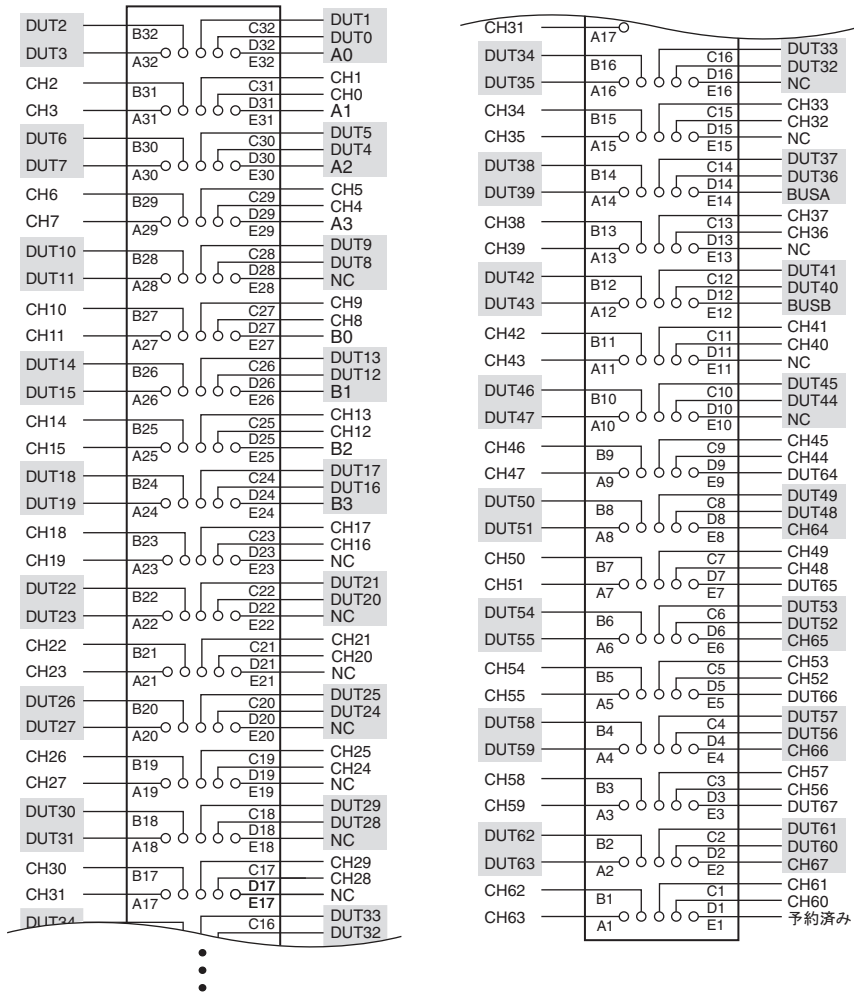 DUT2 B32 C32 DUT1
D32 DUT0
DUT3 A32 E32 A0
CH2 B31 C31 CH1
D31 CH0
CH3 A31 E31 A1
DUT6 B30 C30 DUT5
D30 DUT4
DUT7 A30 E30 A2
CH6 B29 C29 CH5
D29 CH4
CH7 A29 E29 A3
DUT10 B28 C28 DUT9
D28 DUT8
DUT11 A28 E28 NC
CH10 B27 C27 CH9
D27 CH8
CH11 A27 E27 B0
DUT14 B26 C26 DUT13
D26 DUT12
DUT15 A26 E26 B1
CH14 B25 C25 CH13
D25 CH12
CH15 A25 E25 B2
DUT18 B24 C24 DUT17
D24 DUT16
DUT19 A24 E24 B3
CH18 B23 C23 CH17
D23 CH16
CH19 A23 E23 NC
DUT22 B22 C22 DUT21
D22 DUT20
DUT23 A22 E22 NC
CH22 B21 C21 CH21
D21 CH20
CH23 A21 E21 NC
DUT26 B20 C20 DUT25
D20 DUT24
DUT27 A20 E20 NC
CH26 B19 C19 CH25
D19 CH24
CH27 A19 E19 NC
DUT30 B18 C18 DUT29
D18 DUT28
DUT31 A18 E18 NC
CH30 B17 C17 CH29
D17 CH28
CH31 A17 E17 NC
DUT34 C16 DUT33
DUT32
CH31 A17
DUT34 B16 C16 DUT33
D16 DUT32
DUT35 A16 E16 NC
CH34 B15 C15 CH33
D15 CH32
CH35 A15 E15 NC
DUT38 B14 C14 DUT37
D14 DUT36
DUT39 A14 E14 BUSA
CH38 B13 C13 CH37
D13 CH36
CH39 A13 E13 NC
DUT42 B12 C12 DUT41
D12 DUT40
DUT43 A12 E12 BUSB
CH42 B11 C11 CH41
D11 CH40
CH43 A11 E11 NC
DUT46 B10 C10 DUT45
D10 DUT44
DUT47 A10 E10 NC
CH46 B9 C9 CH45
D9 CH44
CH47 A9 E9 DUT64
DUT50 B8 C8 DUT49
D8 DUT48
DUT51 A8 E8 CH64
CH50 B7 C7 CH49
D7 CH48
CH51 A7 E7 DUT65
DUT54 B6 C6 DUT53
D6 DUT52
DUT55 A6 E6 CH65
CH54 B5 C5 CH53
D5 CH52
CH55 A5 E5 DUT66
DUT58 B4 C4 DUT57
D4 DUT56
DUT59 A4 E4 CH66
CH58 B3 C3 CH57
D3 CH56
CH59 A3 E3 DUT67
DUT62 B2 C2 DUT61
D2 DUT60
DUT63 A2 E2 CH67
CH62 B1 C1 CH61
D1 CH60
CH63 A1 E1 予約済み